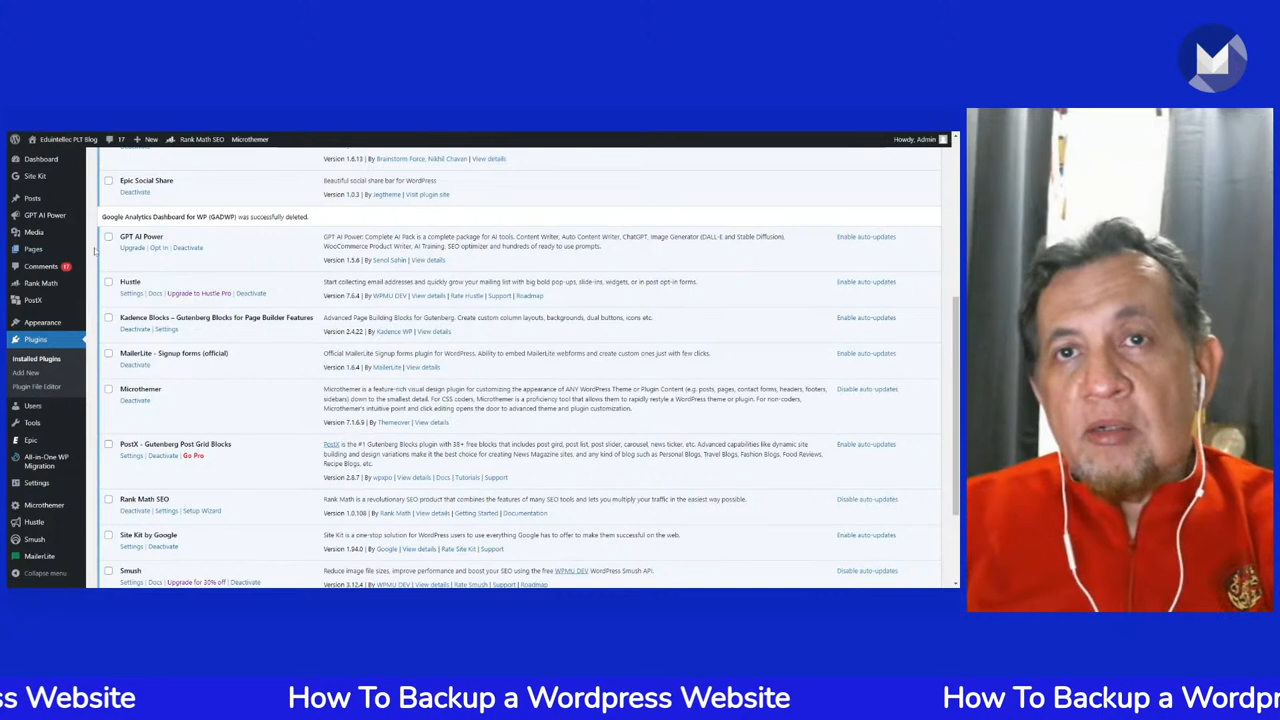 Eduintellec PLT Blog 17 New Rank Math SEO Microthemer Howdy, Admin
Dashboard
Site Kit
Posts
GPT AI Power
Media
Pages
Comments 17
Rank Math
PostX
Appearance
Plugins
Installed Plugins
Add New
Plugin File Editor
Users
Tools
Epic
All-in-One WP
Migration
Settings
Microthemer
Hustle
Smush
MailerLite
Collapse menu
Version 1.6.13 | By Brainstorm Force, Nikhil Chavan | View details
Epic Social Share
Beautiful social share bar for WordPress
Deactivate
Version 1.0.3 | By Jegtheme | Visit plugin site
Google Analytics Dashboard for WP (GADWP) was successfully deleted.
GPT AI Power
GPT AI Power: Complete AI Pack is a complete package for AI tools. Content Writer, Auto Content Writer, ChatGPT, Image Generator (DALL-E and Stable Diffusion),
WooCommerce Product Writer, AI Training, SEO optimizer and hundreds of ready to use prompts.
Enable auto-updates
Upgrade | Opt In | Deactivate
Version 1.5.6 | By Senol Sahin | View details
Hustle
Start collecting email addresses and quickly grow your mailing list with big bold pop-ups, slide-ins, widgets, or in post opt-in forms.
Enable auto-updates
Settings | Docs | Upgrade to Hustle Pro | Deactivate
Version 7.6.4 | By WPMU DEV | View details | Rate Hustle | Support | Roadmap
Kadence Blocks – Gutenberg Blocks for Page Builder Features
Advanced Page Building Blocks for Gutenberg. Create custom column layouts, backgrounds, dual buttons, icons etc.
Enable auto-updates
Deactivate | Settings
Version 2.4.22 | By Kadence WP | View details
MailerLite - Signup forms (official)
Official MailerLite Signup forms plugin for WordPress. Ability to embed MailerLite webforms and create custom ones just with few clicks.
Enable auto-updates
Deactivate
Version 1.6.4 | By MailerLite | View details
Microthemer
Microthemer is a feature-rich visual design plugin for customizing the appearance of ANY WordPress Theme or Plugin Content (e.g. posts, pages, contact forms, headers, footers,
sidebars) down to the smallest detail. For CSS coders, Microthemer is a proficiency tool that allows them to rapidly restyle a WordPress theme or plugin. For non-coders,
Microthemer's intuitive point and click editing opens the door to advanced theme and plugin customization.
Disable auto-updates
Deactivate
Version 7.1.6.9 | By Themeover | View details
PostX - Gutenberg Post Grid Blocks
PostX is the #1 Gutenberg Blocks plugin with 38+ free blocks that includes post gird, post list, post slider, carousel, news ticker, etc. Advanced capabilities like dynamic site
building and design variations make it the best choice for creating News Magazine sites, and any kind of blog such as Personal Blogs, Travel Blogs, Fashion Blogs, Food Reviews,
Recipe Blogs, etc.
Enable auto-updates
Settings | Deactivate Go Pro
Version 2.8.7 | By wpxpo | View details | Docs | Tutorials | Support
Rank Math SEO
Rank Math is a revolutionary SEO product that combines the features of many SEO tools and lets you multiply your traffic in the easiest way possible.
Disable auto-updates
Deactivate | Settings | Setup Wizard
Version 1.0.108 | By Rank Math | View details | Getting Started | Documentation
Site Kit by Google
Site Kit is a one-stop solution for WordPress users to use everything Google has to offer to make them successful on the web.
Enable auto-updates
Settings | Deactivate
Version 1.94.0 | By Google | View details | Rate Site Kit | Support
Smush
Reduce image file sizes, improve performance and boost your SEO using the free WPMU DEV WordPress Smush API.
Disable auto-updates
Settings | Docs | Upgrade for 30% off | Deactivate
Version 3.12.4 | By WPMU DEV | View details | Rate Smush | Support | Roadmap
ss Website How To Backup a Wordpress Website How To Backup a Wordpr